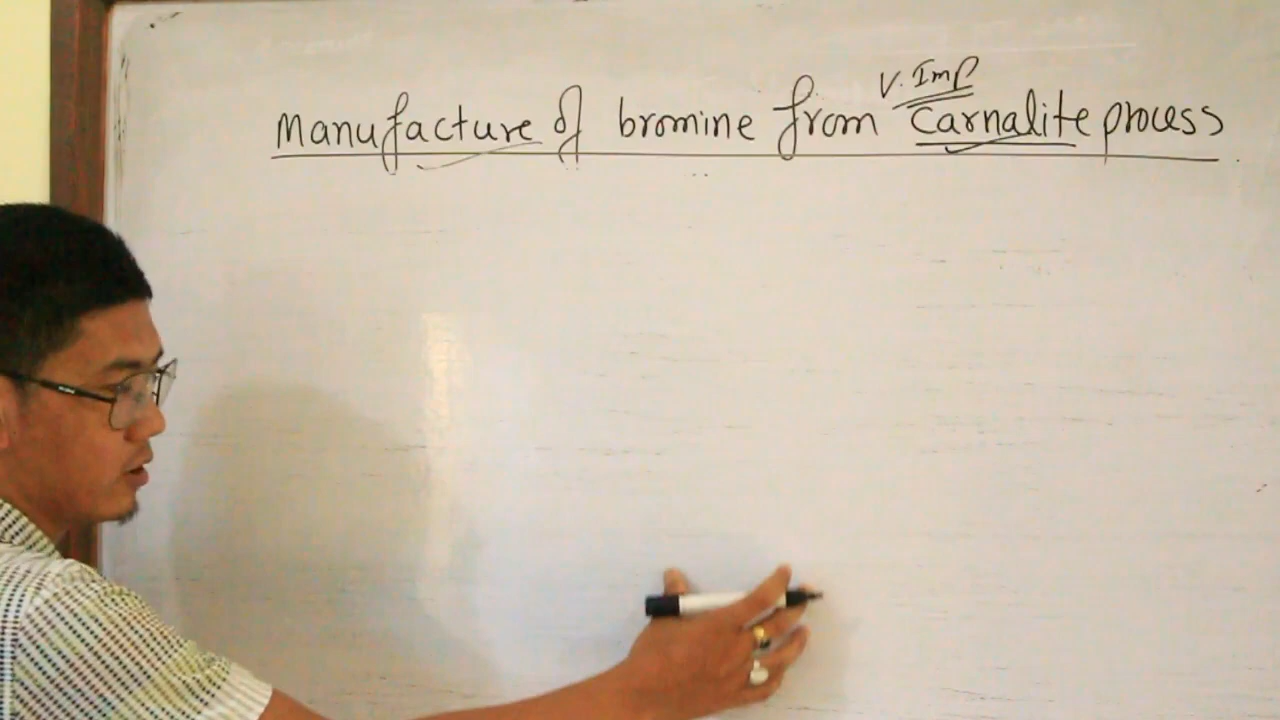 V. Imp
Manufacture of bromine from Carnalite process